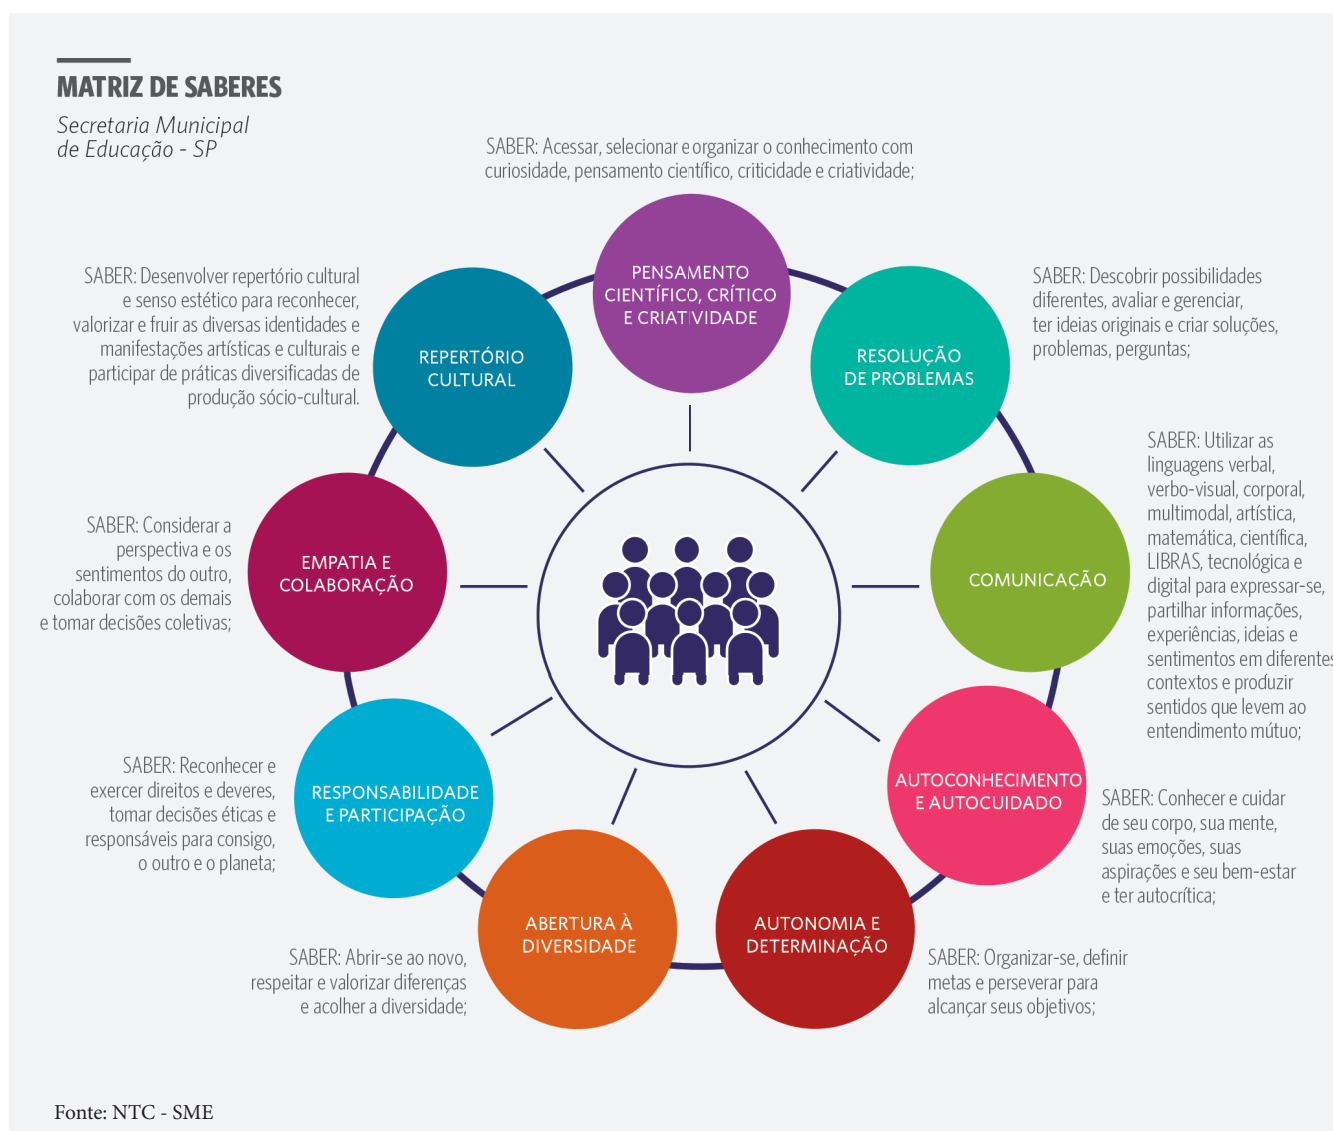 MATRIZ DE SABERES
Secretaria Municipal
de Educação - SP
SABER: Acessar, selecionar e organizar o conhecimento com
curiosidade, pensamento científico, criticidade e criatividade;
PENSAMENTO
CIENTÍFICO, CRÍTICO
E CRIATIVIDADE
SABER: Descobrir possibilidades
diferentes, avaliar e gerenciar,
ter ideias originais e criar soluções,
problemas, perguntas;
RESOLUÇÃO
DE PROBLEMAS
SABER: Utilizar as
linguagens verbal,
verbo-visual, corporal,
multimodal, artística,
matemática, científica,
LIBRAS, tecnológica e
digital para expressar-se,
partilhar informações,
experiências, ideias e
sentimentos em diferentes
contextos e produzir
sentidos que levem ao
entendimento mútuo;
COMUNICAÇÃO
AUTOCONHECIMENTO
E AUTOCUIDADO
SABER: Conhecer e cuidar
de seu corpo, sua mente,
suas emoções, suas
aspirações e seu bem-estar
e ter autocrítica;
AUTONOMIA E
DETERMINAÇÃO
SABER: Organizar-se, definir
metas e perseverar para
alcançar seus objetivos;
ABERTURA À
DIVERSIDADE
SABER: Abrir-se ao novo,
respeitar e valorizar diferenças
e acolher a diversidade;
RESPONSABILIDADE
E PARTICIPAÇÃO
SABER: Reconhecer e
exercer direitos e deveres,
tomar decisões éticas e
responsáveis para consigo,
o outro e o planeta;
EMPATIA E
COLABORAÇÃO
SABER: Considerar a
perspectiva e os
sentimentos do outro,
colaborar com os demais
e tomar decisões coletivas;
REPERTÓRIO
CULTURAL
SABER: Desenvolver repertório cultural
e senso estético para reconhecer,
valorizar e fruir as diversas identidades e
manifestações artísticas e culturais e
participar de práticas diversificadas de
produção sócio-cultural.
Fonte: NTC - SME